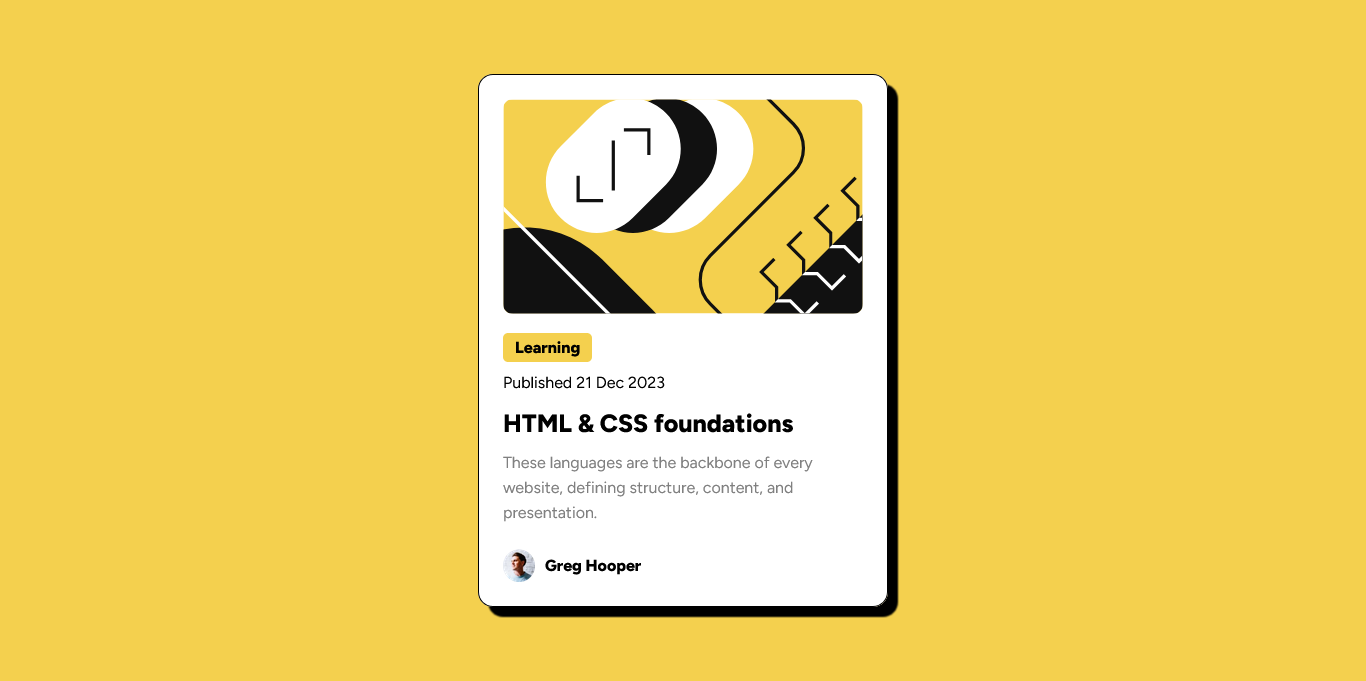 Learning
Published 21 Dec 2023
HTML & CSS foundations
These languages are the backbone of every
website, defining structure, content, and
presentation.
Greg Hooper